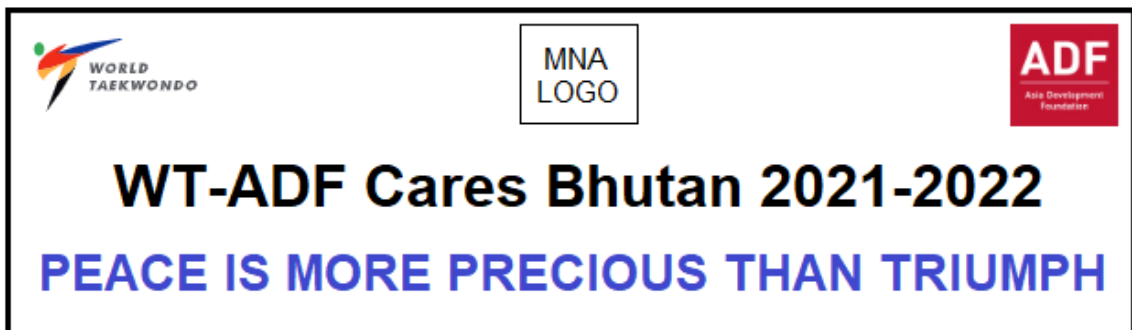 WORLD
TAEKWONDO
MNA
LOGO
ADF
Asia Development
Foundation
WT-ADF Cares Bhutan 2021-2022
PEACE IS MORE PRECIOUS THAN TRIUMPH